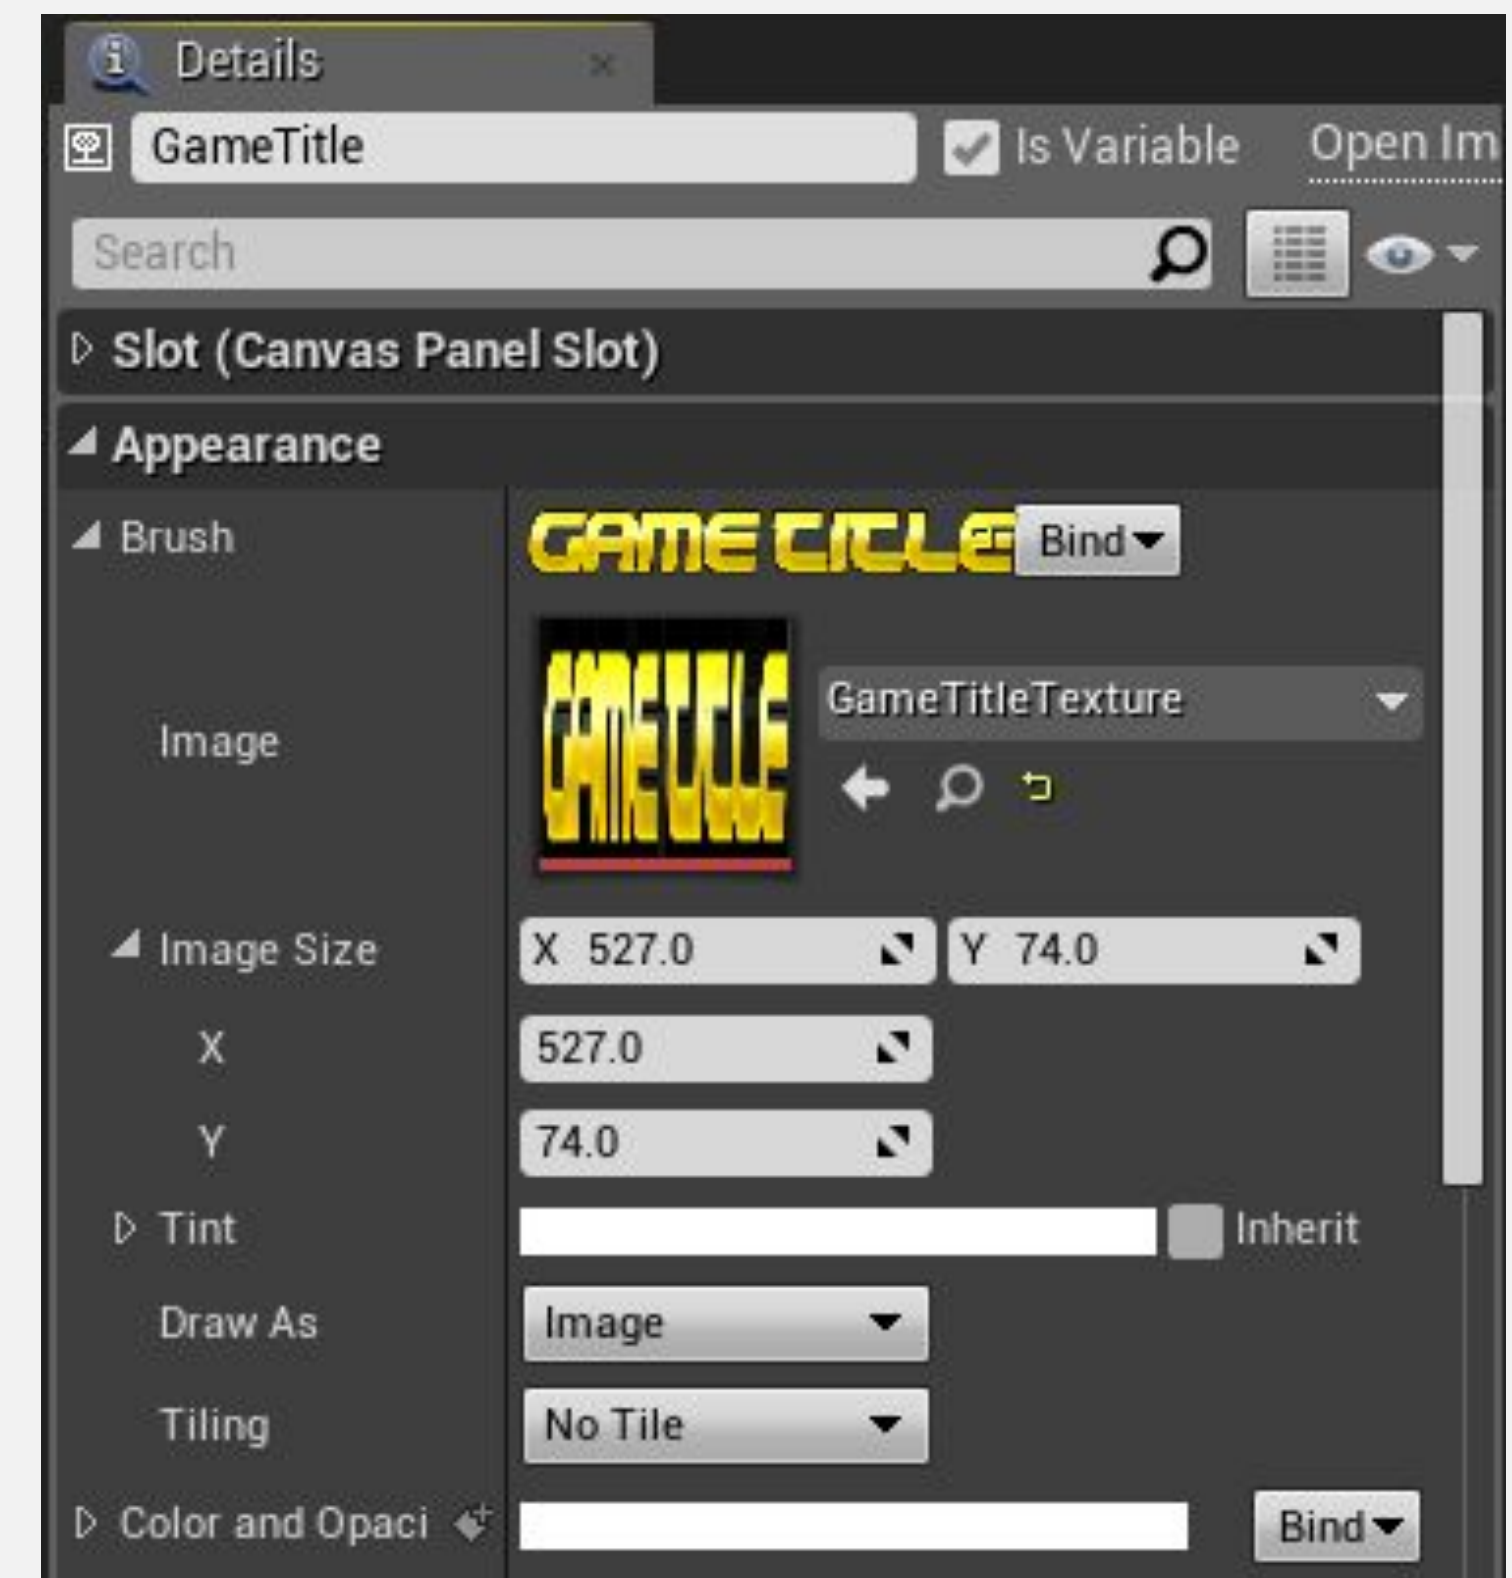 Details
GameTitle Is Variable Open Im
Search
Slot (Canvas Panel Slot)
Appearance
Brush GAME TITLE Bind
GAME TITLE
Image GameTitleTexture
Image Size X 527.0 Y 74.0
X 527.0
Y 74.0
Tint Inherit
Draw As Image
Tiling No Tile
Color and Opaci Bind